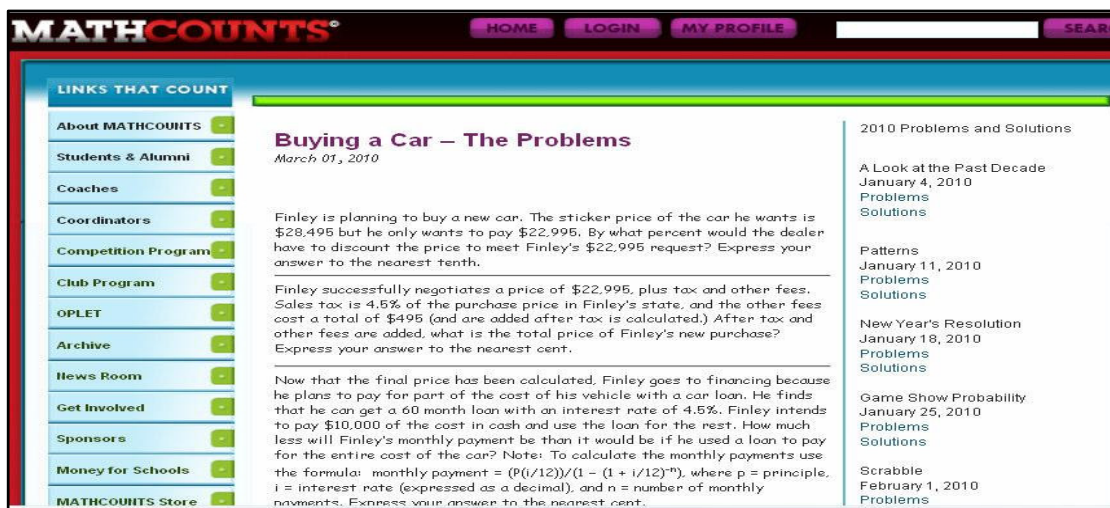 MATHCOUNTS®
HOME
LOGIN
MY PROFILE
LINKS THAT COUNT
About MATHCOUNTS
Students & Alumni
Coaches
Coordinators
Competition Program
Club Program
OPLET
Archive
News Room
Get Involved
Sponsors
Money for Schools
MATHCOUNTS Store
Buying a Car – The Problems
March 01, 2010
Finley is planning to buy a new car. The sticker price of the car he wants is
$28,495 but he only wants to pay $22,995. By what percent would the dealer
have to discount the price to meet Finley's $22,995 request? Express your
answer to the nearest tenth.
Finley successfully negotiates a price of $22,995, plus tax and other fees.
Sales tax is 4.5% of the purchase price in Finley's state, and the other fees
cost a total of $495 (and are added after tax is calculated.) After tax and
other fees are added, what is the total price of Finley's new purchase?
Express your answer to the nearest cent.
Now that the final price has been calculated, Finley goes to financing because
he plans to pay for part of the cost of his vehicle with a car loan. He finds
that he can get a 60 month loan with an interest rate of 4.5%. Finley intends
to pay $10,000 of the cost in cash and use the loan for the rest. How much
less will Finley's monthly payment be than it would be if he used a loan to pay
for the entire cost of the car? Note: To calculate the monthly payments use
the formula: monthly payment = (P(i/12))/(1 – (1 + i/12)⁻ⁿ), where p = principle,
i = interest rate (expressed as a decimal), and n = number of monthly
payments. Express your answer to the nearest cent.
2010 Problems and Solutions
A Look at the Past Decade
January 4, 2010
Problems
Solutions
Patterns
January 11, 2010
Problems
Solutions
New Year's Resolution
January 18, 2010
Problems
Solutions
Game Show Probability
January 25, 2010
Problems
Solutions
Scrabble
February 1, 2010
Problems